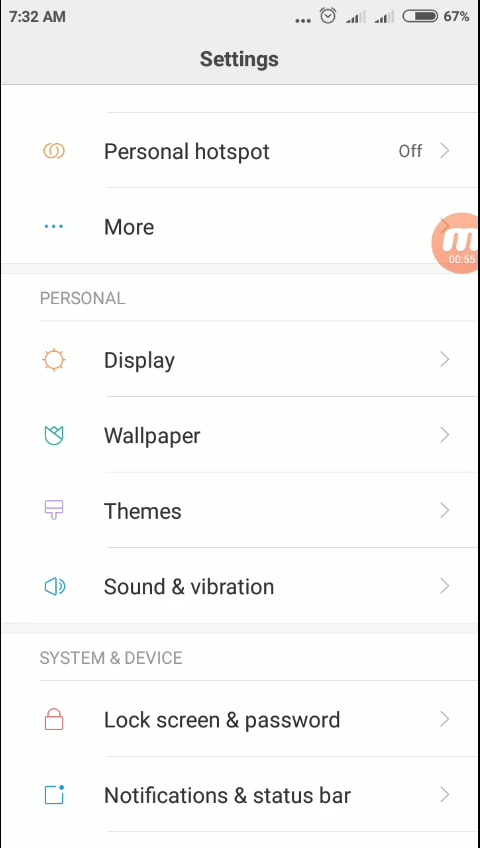 7:32 AM
67%
Settings
Personal hotspot
Off
More
00:55
PERSONAL
Display
Wallpaper
Themes
Sound & vibration
SYSTEM & DEVICE
Lock screen & password
Notifications & status bar